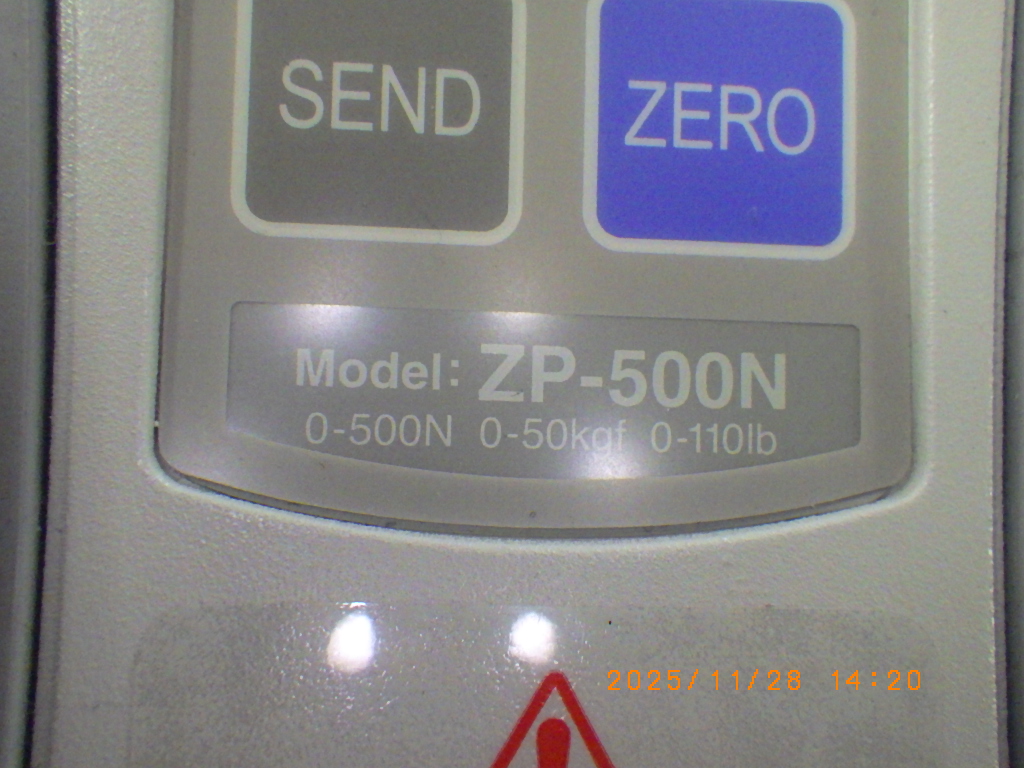 SEND ZERO
Model: ZP-500N
0-500N 0-50kgf 0-110lb
2025/11/28 14:20